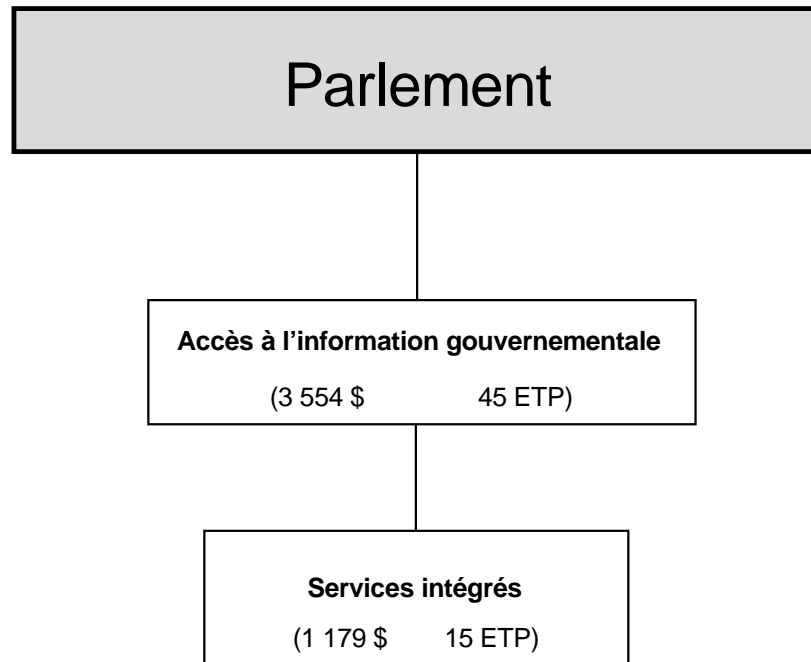 Parlement
Accès à l’information gouvernementale
(3 554 $ 45 ETP)
Services intégrés
(1 179 $ 15 ETP)